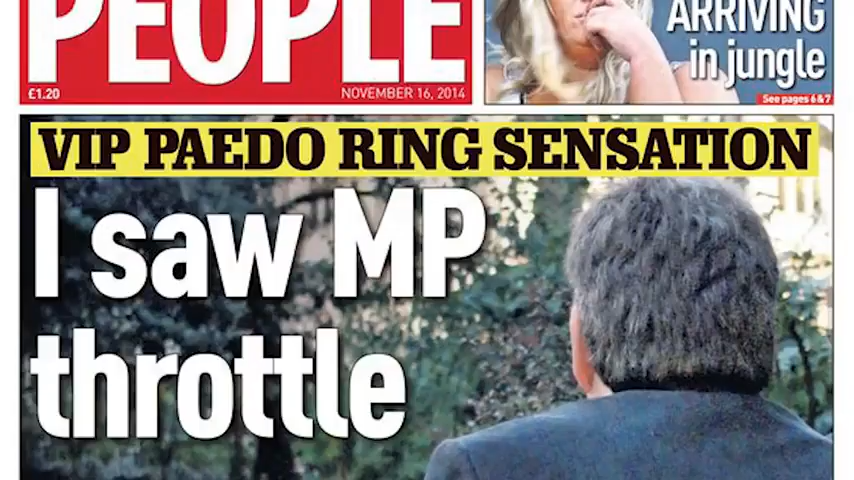 PEOPLE
£1.20
NOVEMBER 16, 2014
ARRIVING
in jungle
See pages 6&7
VIP PAEDO RING SENSATION
I saw MP
throttle